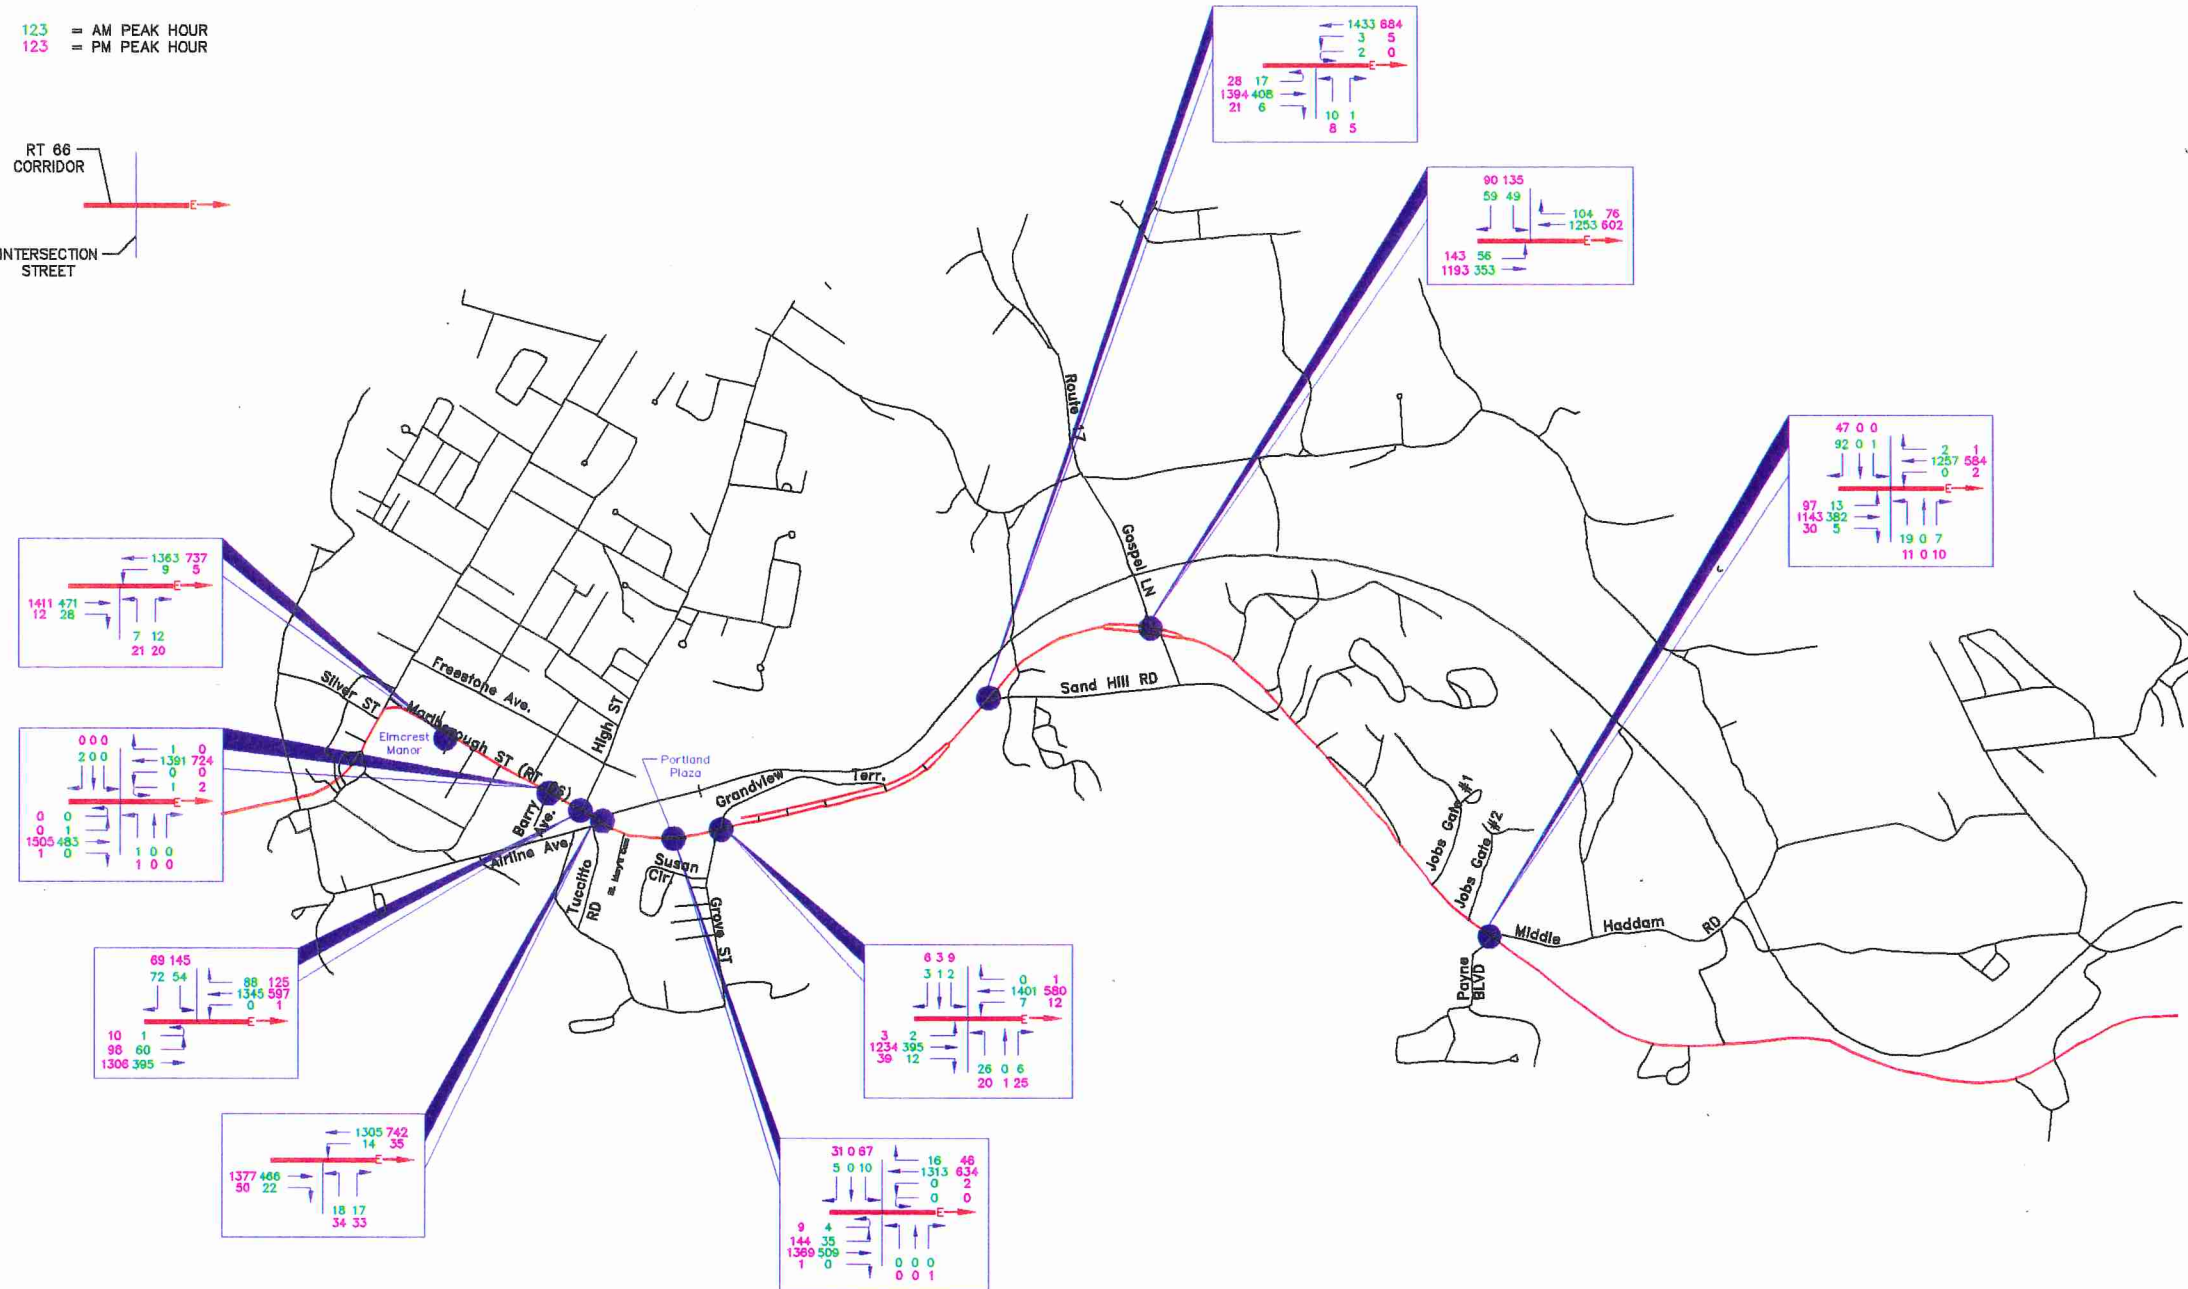 123 = AM PEAK HOUR
123 = PM PEAK HOUR
RT 66
CORRIDOR
E
INTERSECTION
STREET
1433 684
3 5
2 0
E
28 17
1394 408
21 6
10 1
8 5
90 135
59 49
104 76
1253 602
E
143 56
1193 353
47 0 0
92 0 1
2 1
1257 584
0 2
E
97 13
1143 382
30 5
19 0 7
11 0 10
1363 737
9 5
E
1411 471
12 28
7 12
21 20
0 0 0
2 0 0
1 0
1391 724
0 0
1 2
E
0 0
0 1
1505 483
1 0
1 0 0
1 0 0
69 145
72 54
88 125
1345 597
0 1
E
10 1
98 60
1306 395
1305 742
14 35
E
1377 466
50 22
18 17
34 33
6 3 9
3 1 2
0 1
1401 580
7 12
E
3 2
1234 395
39 12
26 0 6
20 1 25
31 0 67
5 0 10
16 46
1313 634
0 2
0 0
E
9 4
144 35
1369 509
1 0
0 0 0
0 0 1
Route 17
Gospel LN
Sand Hill RD
Silver ST
Freestone Ave.
Marlborough ST (RT 66)
High ST
Elmcrest
Manor
Portland
Plaza
Grandview Terr.
Barry
Ave.
Airline Ave.
Tuccitto
RD
Susan
Cir.
Grove ST
Jobs Gate #1
Jobs Gate #2
Middle Haddam RD
Payne
BLVD